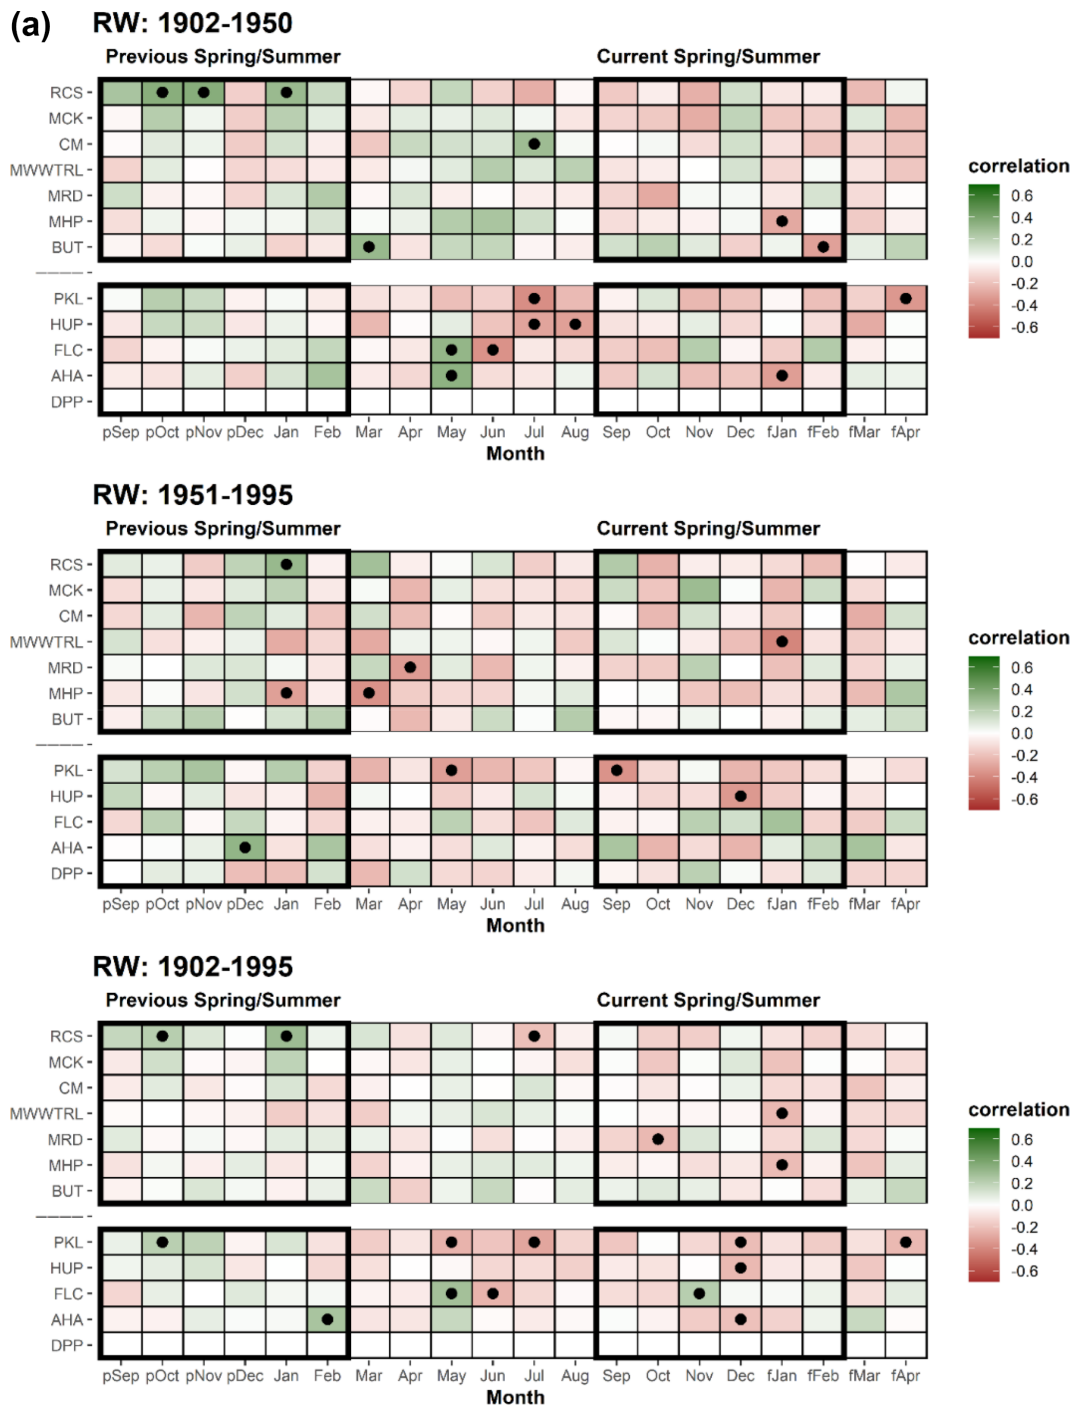 (a) RW: 1902-1950
Previous Spring/Summer Current Spring/Summer
RCS
MCK
CM
MWWTRL
MRD
MHP
BUT
____
PKL
HUP
FLC
AHA
DPP
pSep pOct pNov pDec Jan Feb Mar Apr May Jun Jul Aug Sep Oct Nov Dec fJan fFeb fMar fApr
Month
correlation
0.6
0.4
0.2
0.0
-0.2
-0.4
-0.6
RW: 1951-1995
Previous Spring/Summer Current Spring/Summer
RCS
MCK
CM
MWWTRL
MRD
MHP
BUT
____
PKL
HUP
FLC
AHA
DPP
pSep pOct pNov pDec Jan Feb Mar Apr May Jun Jul Aug Sep Oct Nov Dec fJan fFeb fMar fApr
Month
correlation
0.6
0.4
0.2
0.0
-0.2
-0.4
-0.6
RW: 1902-1995
Previous Spring/Summer Current Spring/Summer
RCS
MCK
CM
MWWTRL
MRD
MHP
BUT
____
PKL
HUP
FLC
AHA
DPP
pSep pOct pNov pDec Jan Feb Mar Apr May Jun Jul Aug Sep Oct Nov Dec fJan fFeb fMar fApr
Month
correlation
0.6
0.4
0.2
0.0
-0.2
-0.4
-0.6